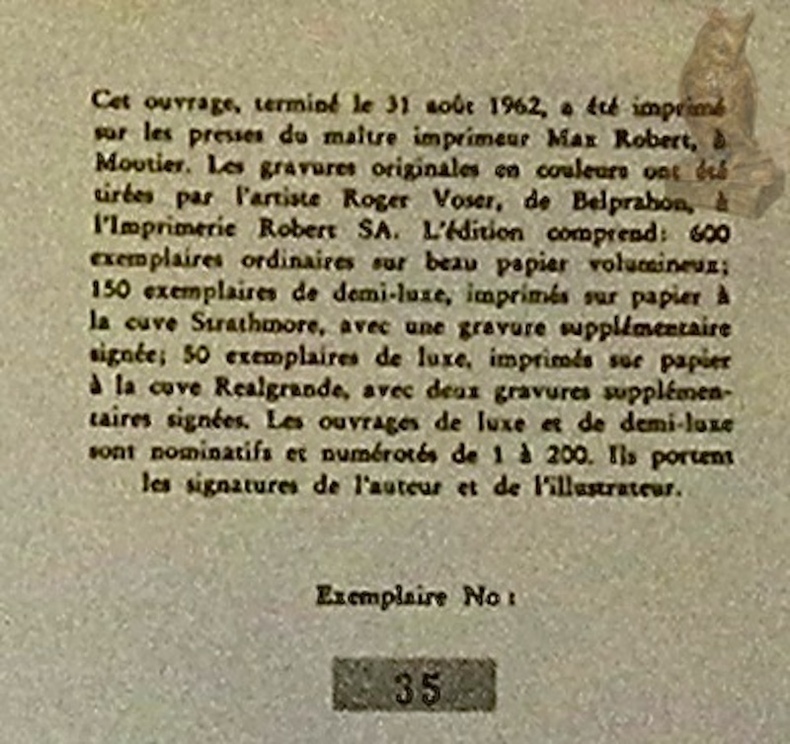 Cet ouvrage, terminé le 31 août 1962, a été imprimé
sur les presses du maître imprimeur Max Robert, à
Moutier. Les gravures originales en couleurs ont été
tirées par l'artiste Roger Voser, de Belprahon, à
l'Imprimerie Robert SA. L'édition comprend: 600
exemplaires ordinaires sur beau papier volumineux;
150 exemplaires de demi-luxe, imprimés sur papier à
la cuve Strathmore, avec une gravure supplémentaire
signée; 50 exemplaires de luxe, imprimés sur papier
à la cuve Realgrande, avec deux gravures supplémen-
taires signées. Les ouvrages de luxe et de demi-luxe
sont nominatifs et numérotés de 1 à 200. Ils portent
les signatures de l'auteur et de l'illustrateur.
Exemplaire No :
35